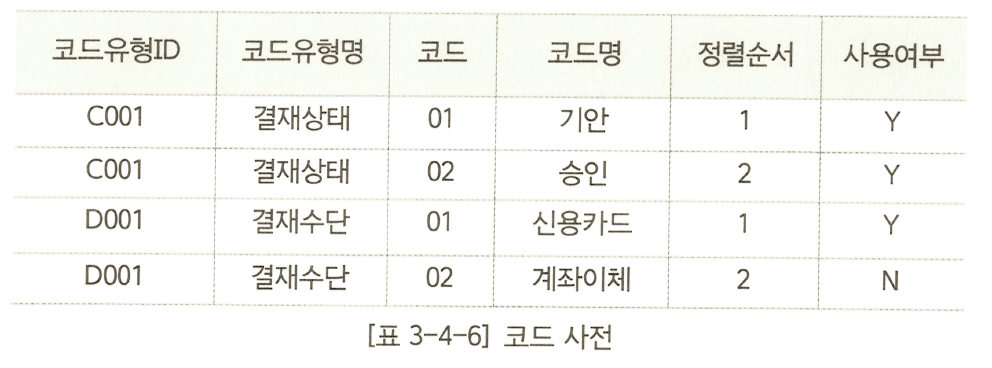 코드유형ID 코드유형명 코드 코드명 정렬순서 사용여부
C001 결재상태 01 기안 1 Y
C001 결재상태 02 승인 2 Y
D001 결재수단 01 신용카드 1 Y
D001 결재수단 02 계좌이체 2 N
[표 3-4-6] 코드 사전